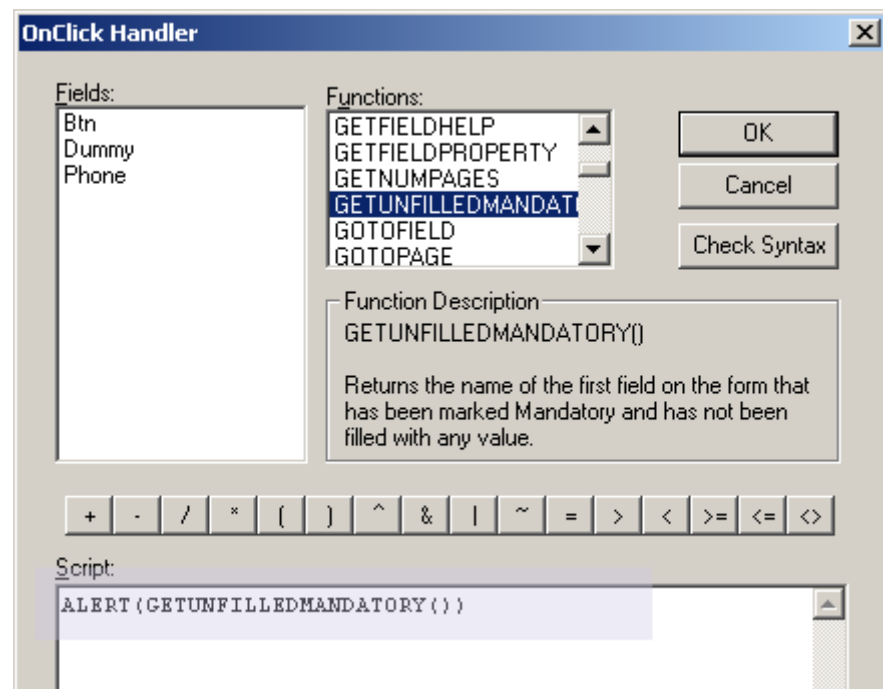 OnClick Handler
Fields:
Btn
Dummy
Phone
Functions:
GETFIELDHELP
GETFIELDPROPERTY
GETNUMPAGES
GETUNFILLEDMANDAT
GOTOFIELD
GOTOPAGE
OK
Cancel
Check Syntax
Function Description
GETUNFILLEDMANDATORY()
Returns the name of the first field on the form that
has been marked Mandatory and has not been
filled with any value.
+ - / * ( ) ^ & | ~ = > < >= <= <>
Script:
ALERT(GETUNFILLEDMANDATORY())